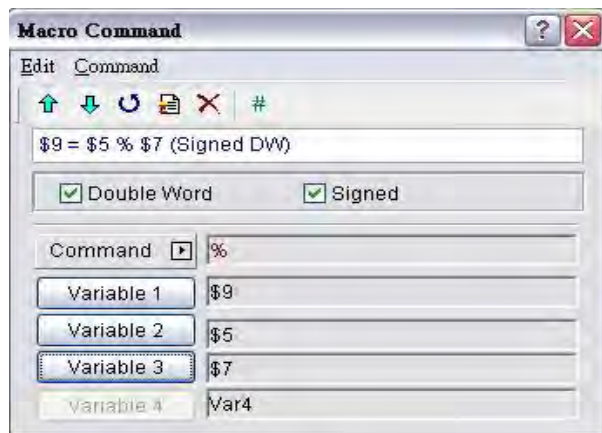 Macro Command
Edit Command
#
$9 = $5 % $7 (Signed DW)
Double Word Signed
Command %
Variable 1 $9
Variable 2 $5
Variable 3 $7
Variable 4 Var4